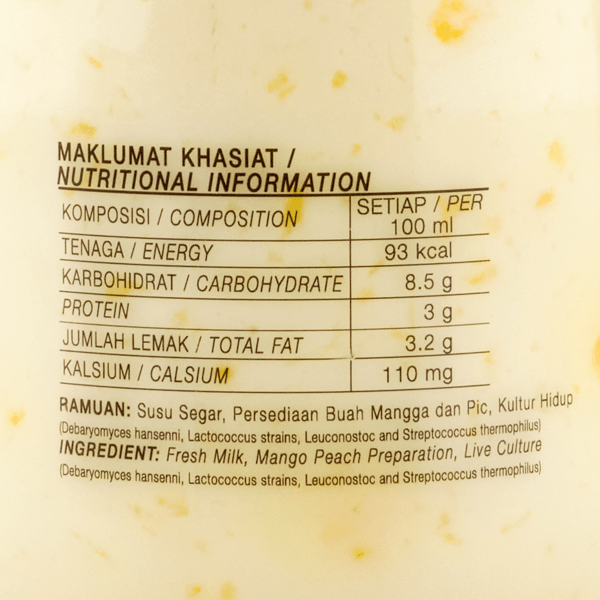 MAKLUMAT KHASIAT /
NUTRITIONAL INFORMATION
KOMPOSISI / COMPOSITION SETIAP / PER 100 ml
TENAGA / ENERGY 93 kcal
KARBOHIDRAT / CARBOHYDRATE 8.5 g
PROTEIN 3 g
JUMLAH LEMAK / TOTAL FAT 3.2 g
KALSIUM / CALSIUM 110 mg
RAMUAN: Susu Segar, Persediaan Buah Mangga dan Pic, Kultur Hidup
(Debaryomyces hansenni, Lactococcus strains, Leuconostoc and Streptococcus thermophilus)
INGREDIENT: Fresh Milk, Mango Peach Preparation, Live Culture
(Debaryomyces hansenni, Lactococcus strains, Leuconostoc and Streptococcus thermophilus)